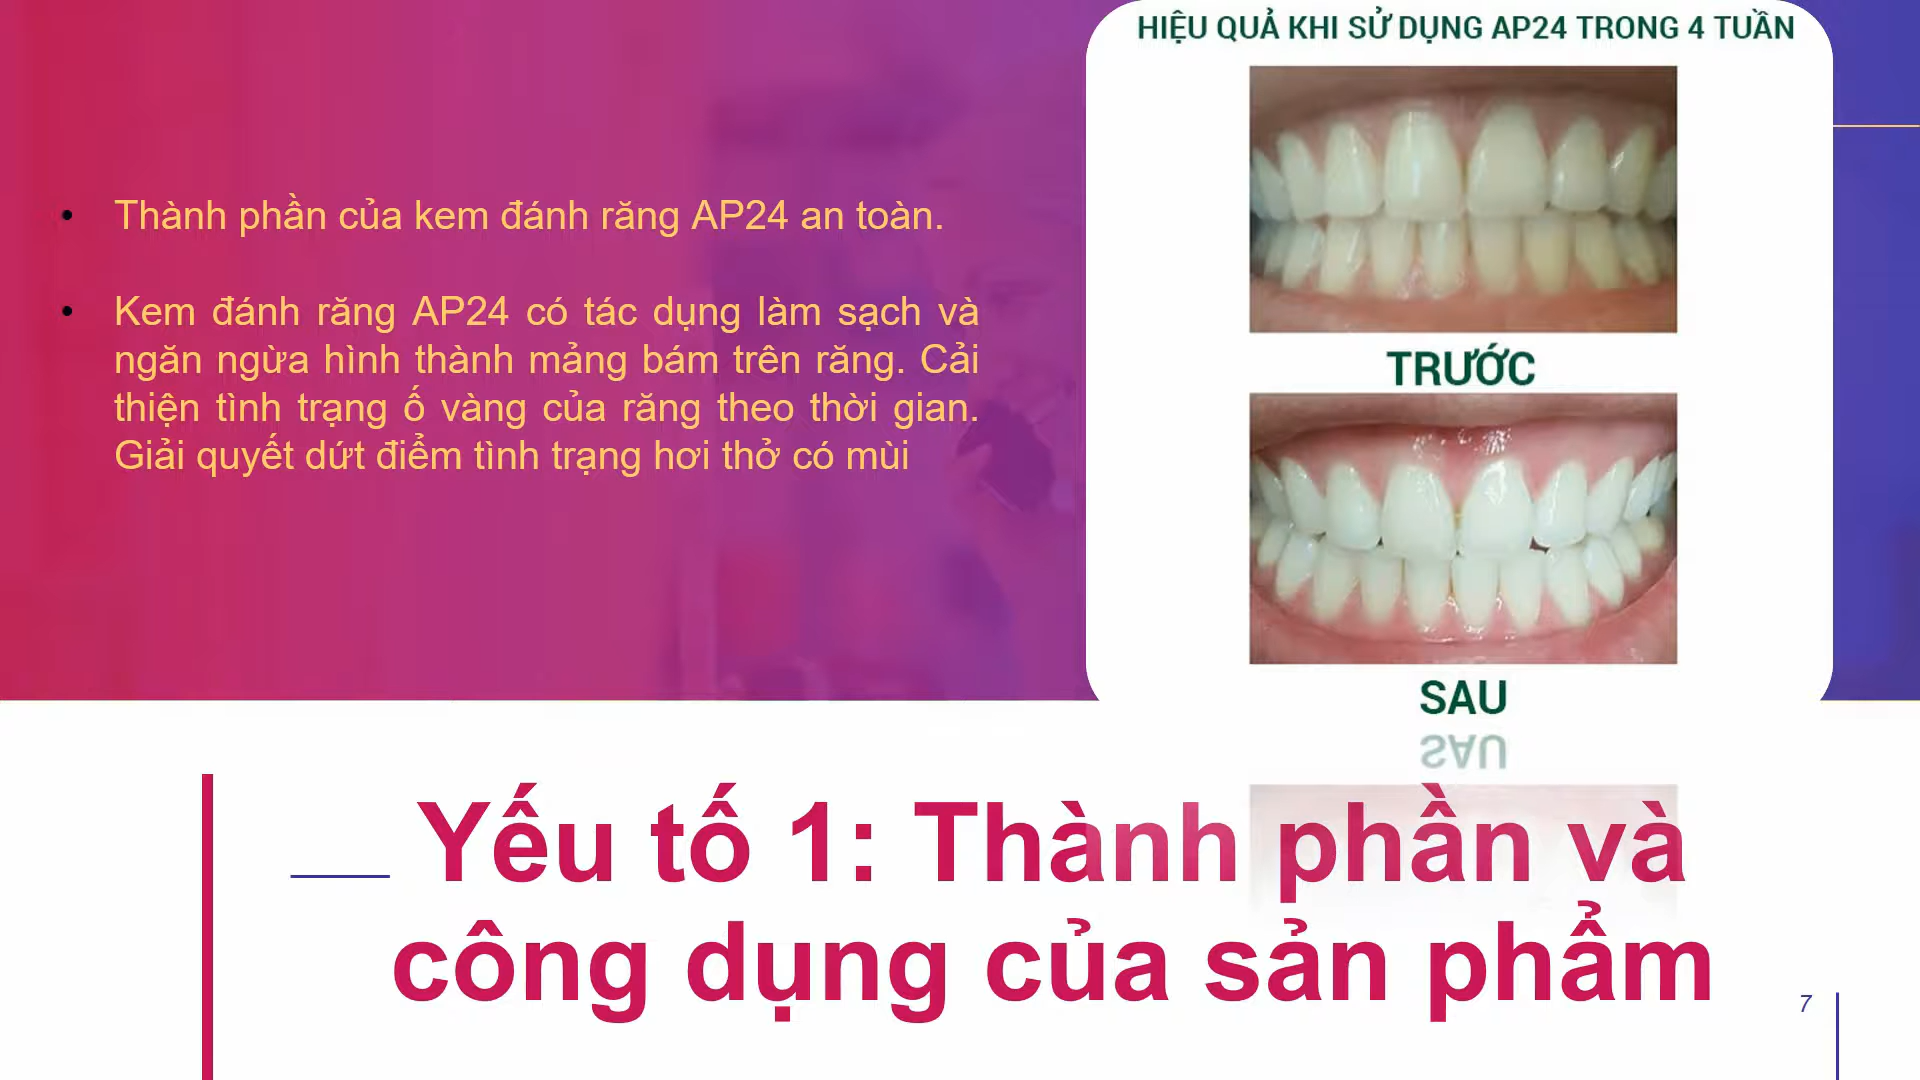 HIỆU QUẢ KHI SỬ DỤNG AP24 TRONG 4 TUẦN
• Thành phần của kem đánh răng AP24 an toàn.
• Kem đánh răng AP24 có tác dụng làm sạch và
ngăn ngừa hình thành mảng bám trên răng. Cải
thiện tình trạng ố vàng của răng theo thời gian.
Giải quyết dứt điểm tình trạng hơi thở có mùi
TRƯỚC
SAU
SAU
Yếu tố 1: Thành phần và
công dụng của sản phẩm
7